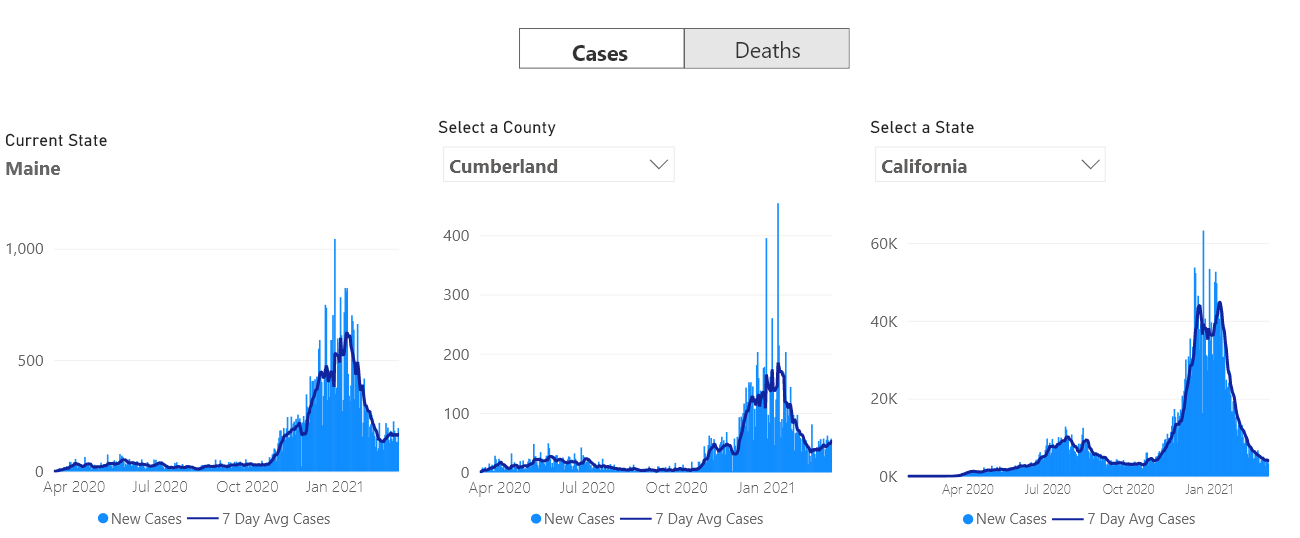 Cases Deaths
Current State
Maine
Select a County
Cumberland
Select a State
California
1,000
500
0
Apr 2020 Jul 2020 Oct 2020 Jan 2021
New Cases 7 Day Avg Cases
400
300
200
100
0
Apr 2020 Jul 2020 Oct 2020 Jan 2021
New Cases 7 Day Avg Cases
60K
40K
20K
0K
Apr 2020 Jul 2020 Oct 2020 Jan 2021
New Cases 7 Day Avg Cases